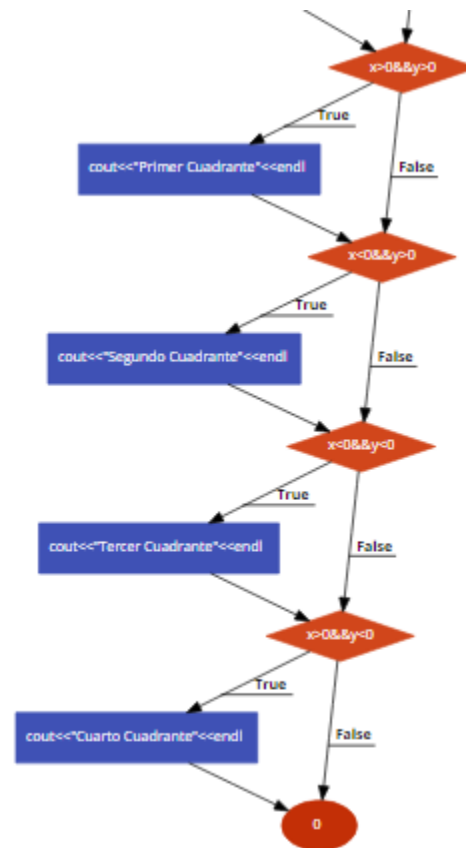 x>0&&y>0
True
cout<<"Primer Cuadrante"<<endl
False
x<0&&y>0
True
cout<<"Segundo Cuadrante"<<endl
False
x<0&&y<0
True
cout<<"Tercer Cuadrante"<<endl
False
x>0&&y<0
True
cout<<"Cuarto Cuadrante"<<endl
False
0